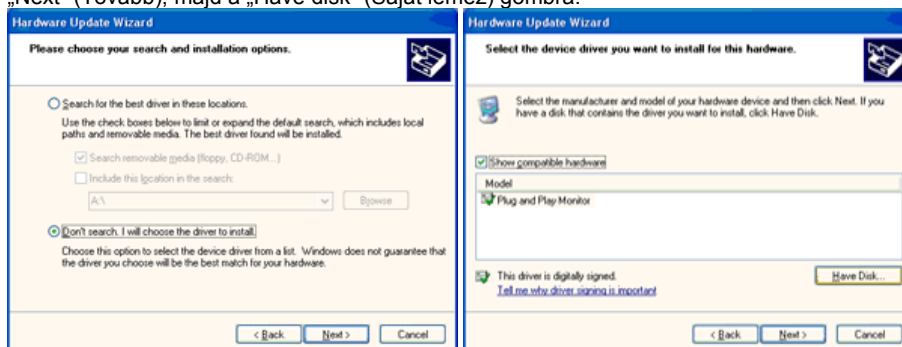 „Next” (Tovább), majd a „Have disk” (Saját lemez) gombra.
Hardware Update Wizard
Please choose your search and installation options.
Search for the best driver in these locations.
Use the check boxes below to limit or expand the default search, which includes local
paths and removable media. The best driver found will be installed.
Search removable media (floppy, CD-ROM...)
Include this location in the search:
A:\
Browse
Don't search. I will choose the driver to install.
Choose this option to select the device driver from a list. Windows does not guarantee that
the driver you choose will be the best match for your hardware.
< Back
Next >
Cancel
Hardware Update Wizard
Select the device driver you want to install for this hardware.
Select the manufacturer and model of your hardware device and then click Next. If you
have a disk that contains the driver you want to install, click Have Disk.
Show compatible hardware
Model
Plug and Play Monitor
This driver is digitally signed.
Tell me why driver signing is important
Have Disk...
< Back
Next >
Cancel